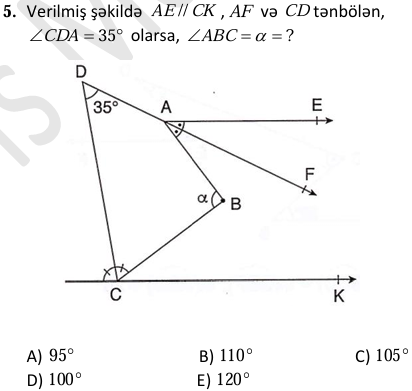 5. Verilmiş şəkildə AE // CK , AF və CD tənbölən,
∠CDA = 35° olarsa, ∠ABC = α = ?
D
35°
A
E
F
α
B
C
K
A) 95° B) 110° C) 105°
D) 100° E) 120°